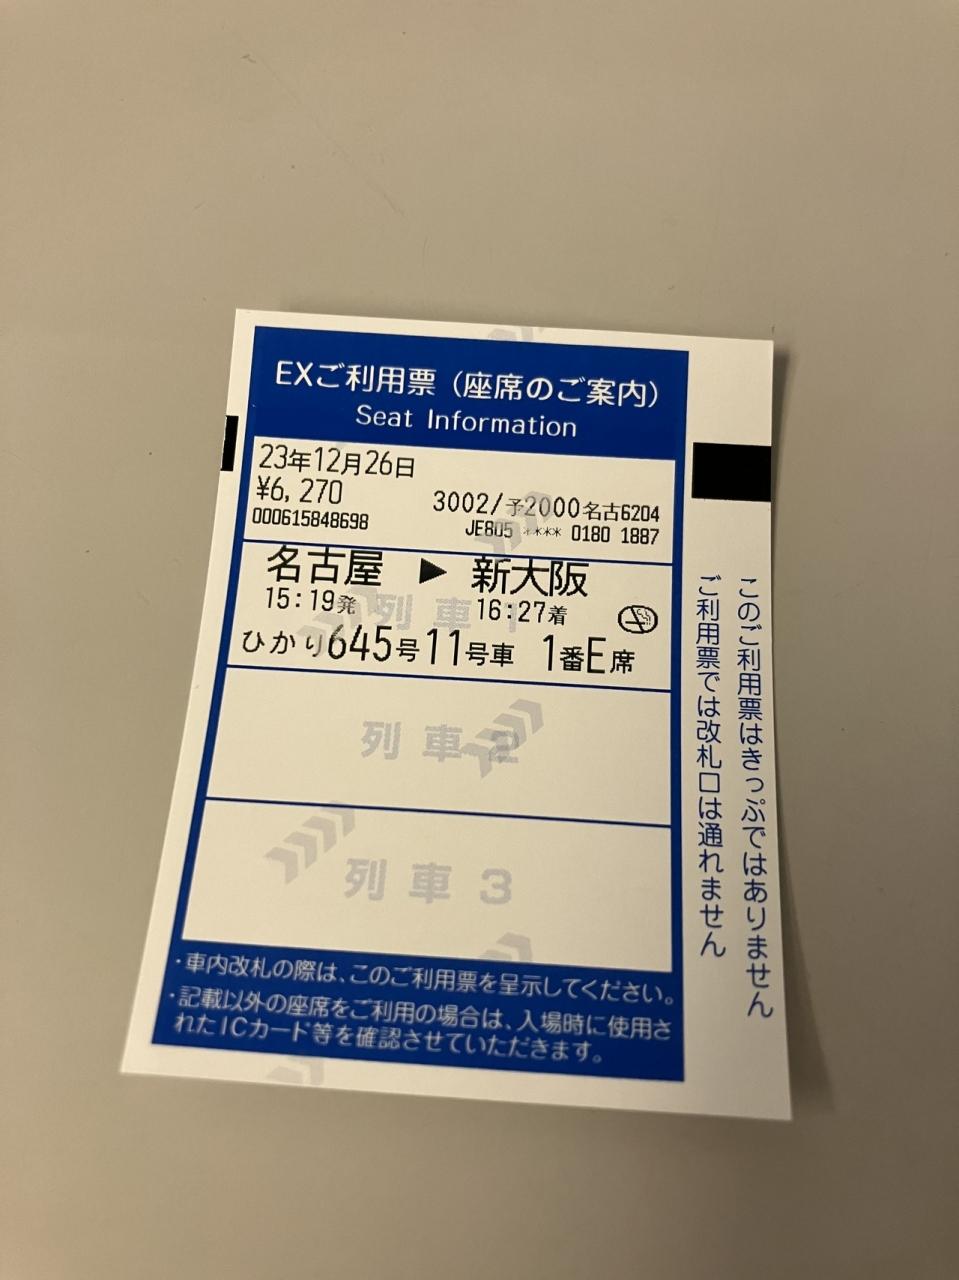 EXご利用票（座席のご案内）
Seat Information
23年12月26日
¥6,270
3002/予2000名古6204
000615848698
JE805 **** 0180 1887
名古屋 ▶ 新大阪
15:19発
16:27着
列車1
ひかり645号11号車 1番E席
列車2
列車3
・車内改札の際は、このご利用票を呈示してください。
・記載以外の座席をご利用の場合は、入場時に使用さ
れたICカード等を確認させていただきます。
このご利用票はきっぷではありません
ご利用票では改札口は通れません